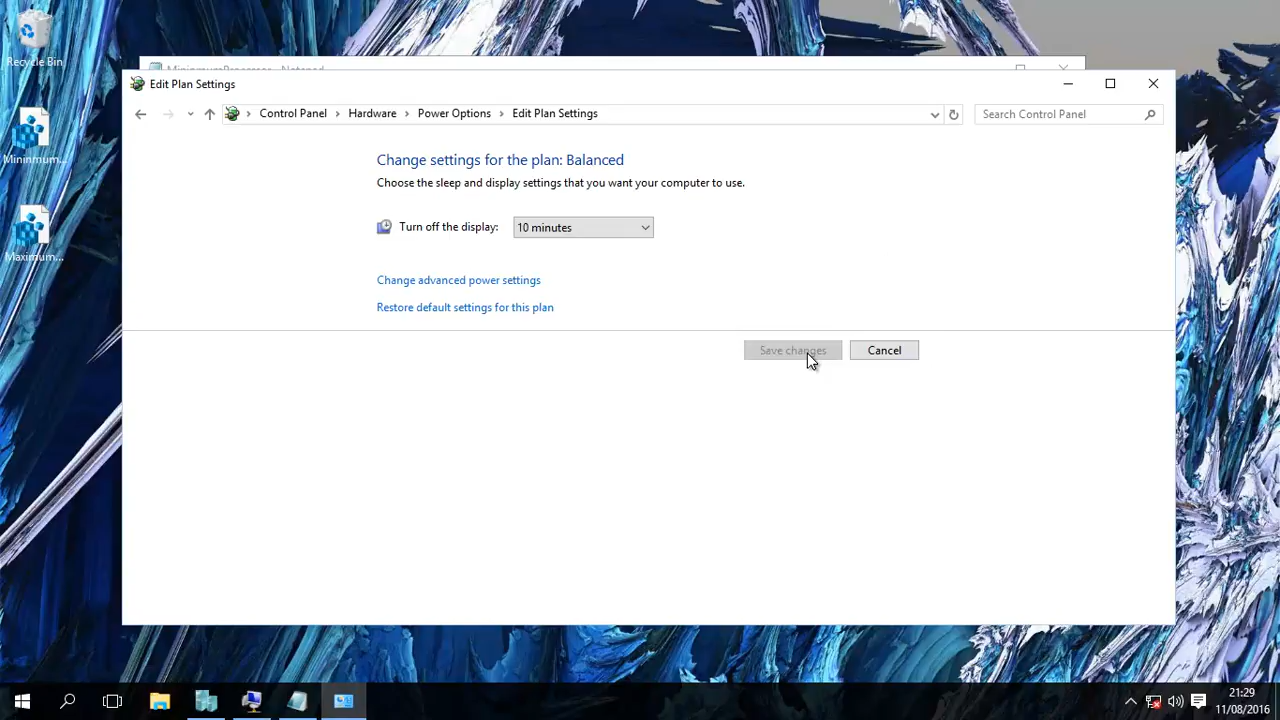 Recycle Bin
Mininmum...
Maximum...
Edit Plan Settings
Control Panel > Hardware > Power Options > Edit Plan Settings
Search Control Panel
Change settings for the plan: Balanced
Choose the sleep and display settings that you want your computer to use.
Turn off the display: 10 minutes
Change advanced power settings
Restore default settings for this plan
Save changes
Cancel
21:29
11/08/2016